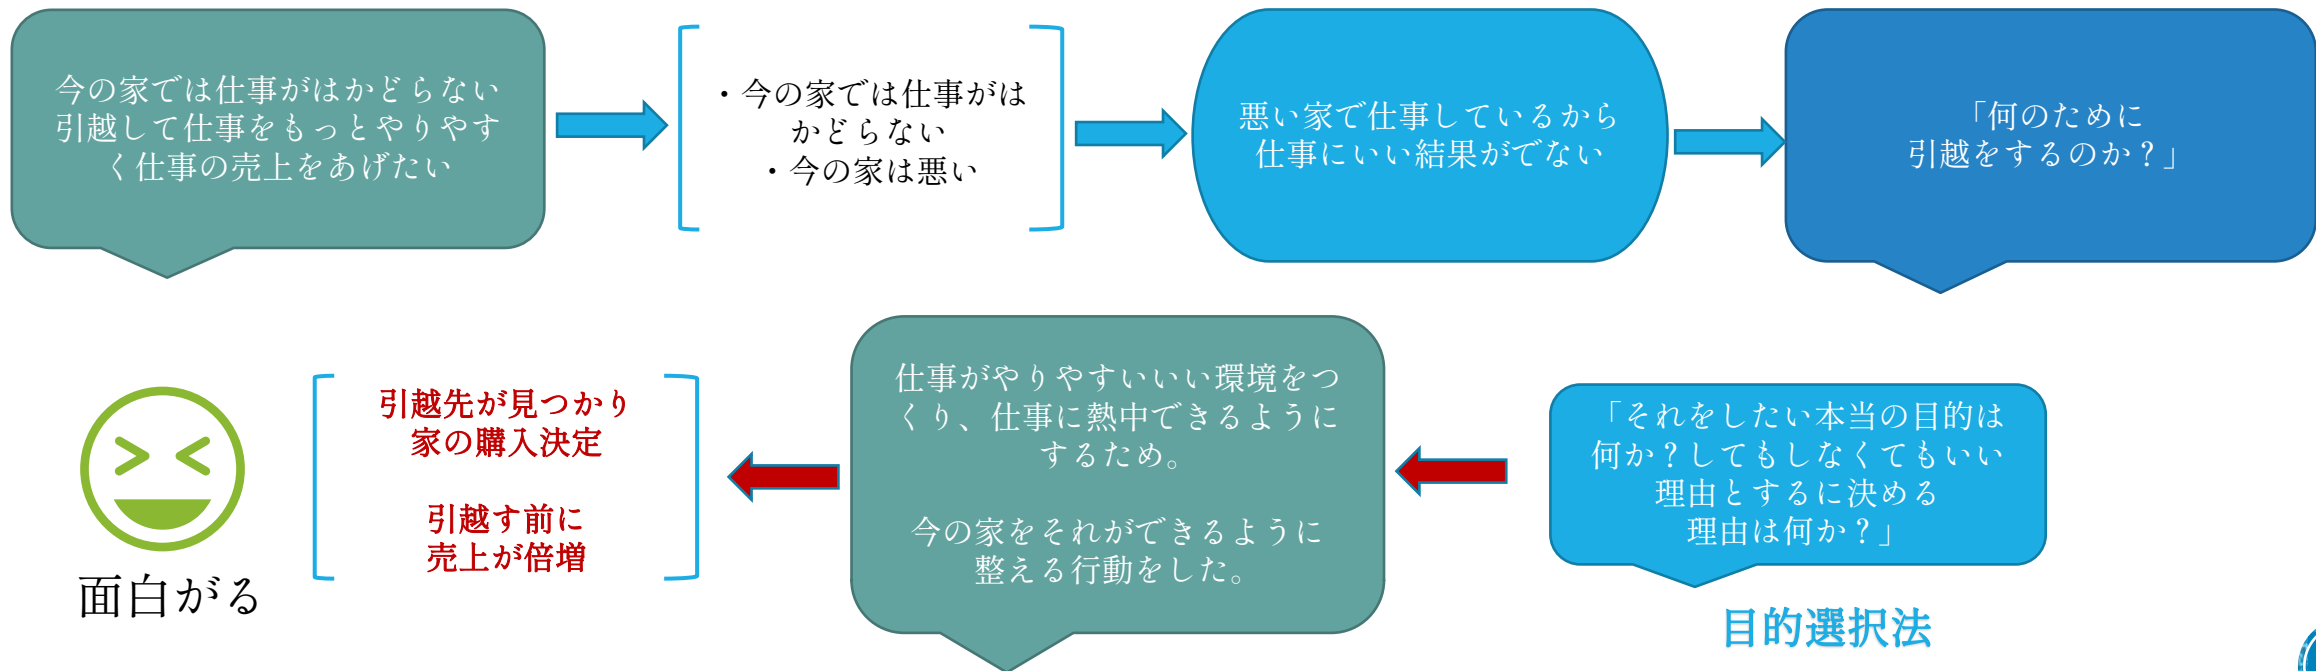 今の家では仕事がはかどらない
引越して仕事をもっとやりやす
く仕事の売上をあげたい
・今の家では仕事がは
かどらない
・今の家は悪い
悪い家で仕事しているから
仕事にいい結果がでない
「何のために
引越をするのか？」
「それをしたい本当の目的は
何か？してもしなくてもいい
理由とするに決める
理由は何か？」
目的選択法
仕事がやりやすいいい環境をつ
くり、仕事に熱中できるように
するため。
今の家をそれができるように
整える行動をした。
引越先が見つかり
家の購入決定
引越す前に
売上が倍増
面白がる